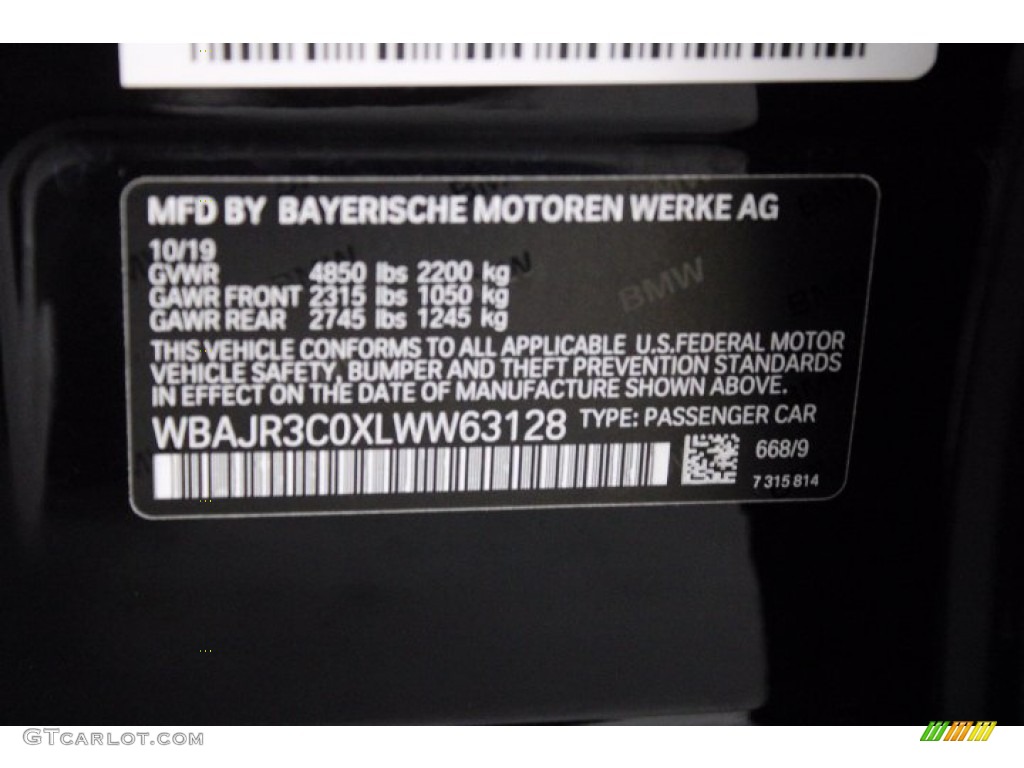 MFD BY BAYERISCHE MOTOREN WERKE AG
10/19
GVWR 4850 lbs 2200 kg
GAWR FRONT 2315 lbs 1050 kg
GAWR REAR 2745 lbs 1245 kg
THIS VEHICLE CONFORMS TO ALL APPLICABLE U.S.FEDERAL MOTOR
VEHICLE SAFETY, BUMPER AND THEFT PREVENTION STANDARDS
IN EFFECT ON THE DATE OF MANUFACTURE SHOWN ABOVE.
WBAJR3C0XLWW63128 TYPE: PASSENGER CAR
668/9
7 315 814
BMW
GTCARLOT.COM